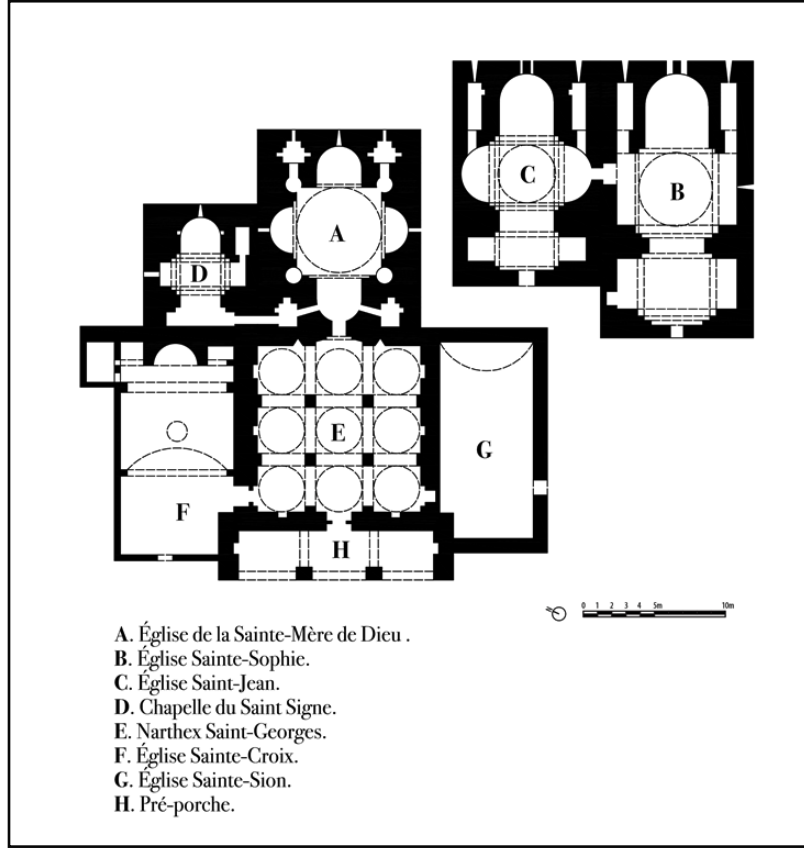 C
B
A
D
E
G
F
H
0 1 2 3 4 5m 10m
A. Église de la Sainte-Mère de Dieu .
B. Église Sainte-Sophie.
C. Église Saint-Jean.
D. Chapelle du Saint Signe.
E. Narthex Saint-Georges.
F. Église Sainte-Croix.
G. Église Sainte-Sion.
H. Pré-porche.